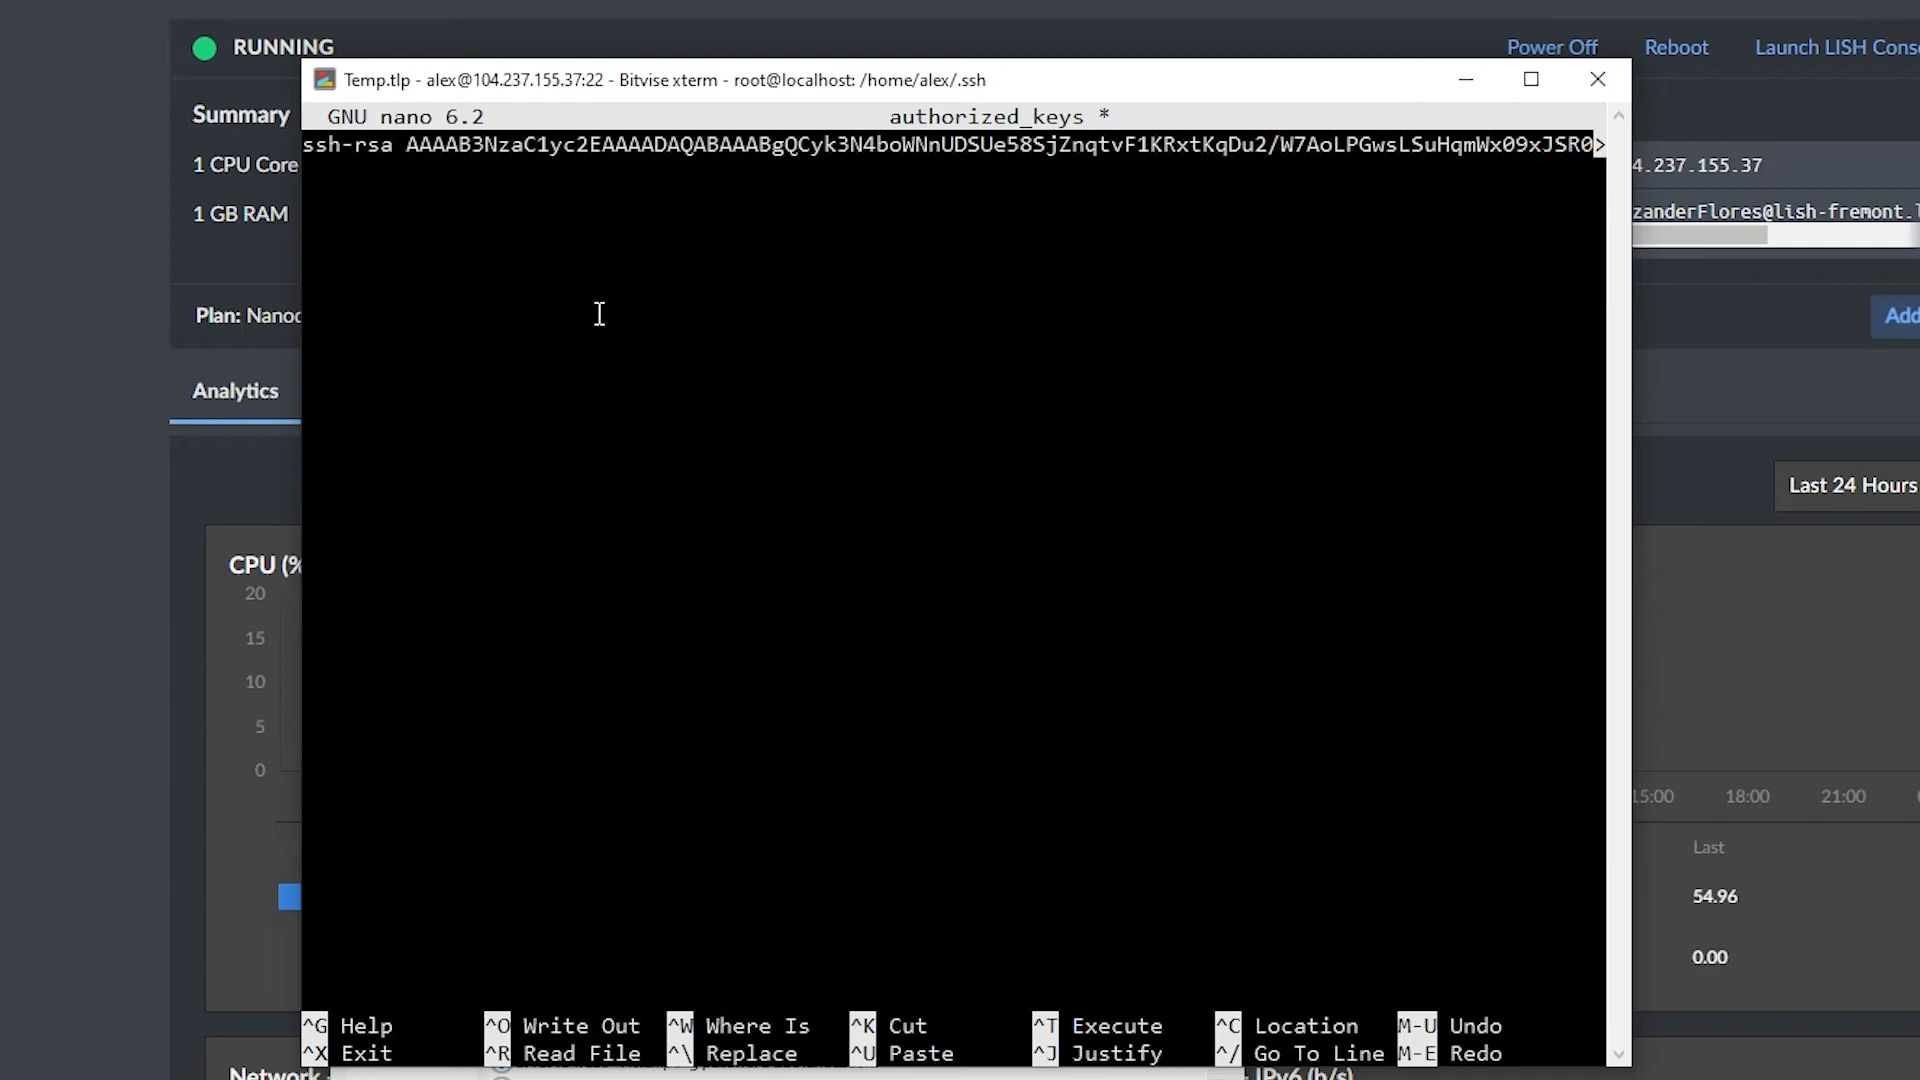 RUNNING
Power Off
Reboot
Launch LISH Cons
Temp.tlp - alex@104.237.155.37:22 - Bitvise xterm - root@localhost: /home/alex/.ssh
Summary
GNU nano 6.2
authorized_keys *
ssh-rsa AAAAB3NzaC1yc2EAAAADAQABAAABgQCyk3N4boWNnUDSUe58SjZnqtvF1KRxtKqDu2/W7AoLPGwsLSuHqmWx09xJSR0>
1 CPU Core
4.237.155.37
1 GB RAM
zanderFlores@lish-fremont.l
Plan: Nanod
Add
Analytics
Last 24 Hours
CPU (%
20
15
10
5
0
15:00
18:00
21:00
Last
54.96
0.00
^G Help
^O Write Out
^W Where Is
^K Cut
^T Execute
^C Location
M-U Undo
^X Exit
^R Read File
^\ Replace
^U Paste
^J Justify
^/ Go To Line
M-E Redo
Network
IPv6 (b/s)